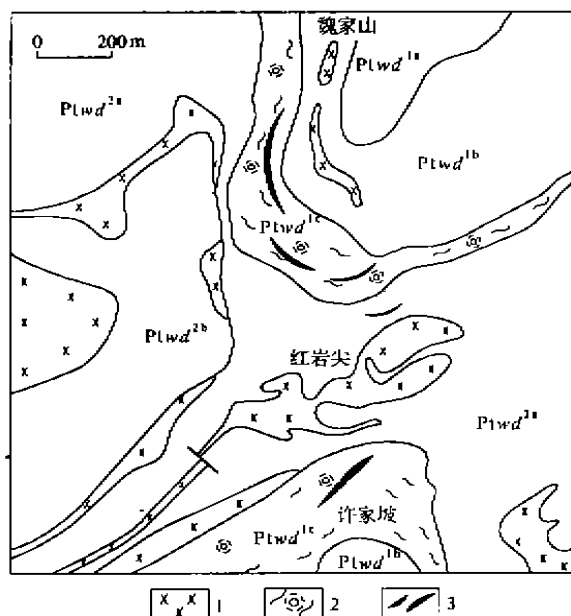 魏家山
0 200 m
Ptwd1a
Ptwd2a
Ptwd1b
Ptwd1c
Ptwd2b
红岩尖
Ptwd2a
许家坡
Ptwd1c
Ptwd1b
1 2 3